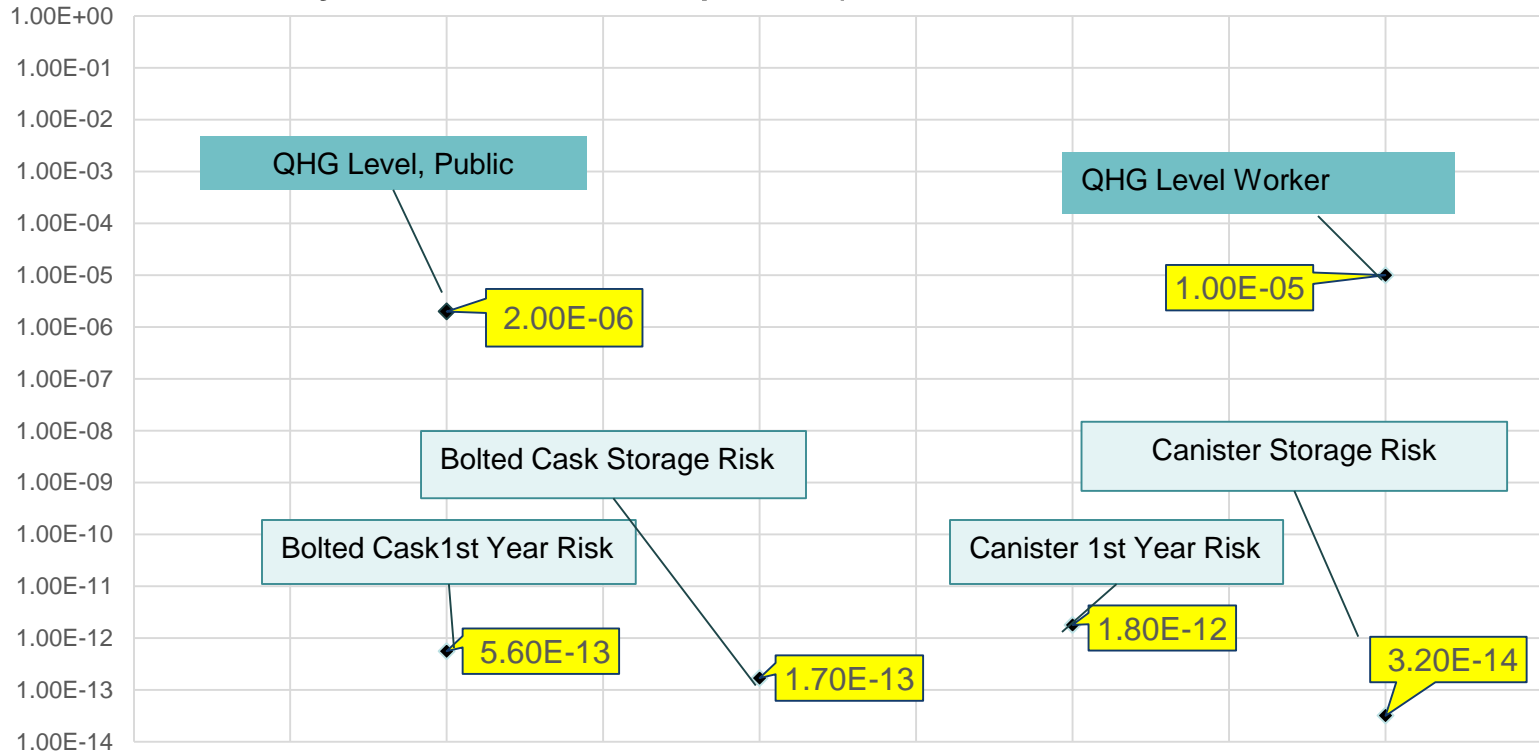 1.00E+00
1.00E-01
1.00E-02
1.00E-03
1.00E-04
1.00E-05
1.00E-06
1.00E-07
1.00E-08
1.00E-09
1.00E-10
1.00E-11
1.00E-12
1.00E-13
1.00E-14
QHG Level, Public
QHG Level Worker
1.00E-05
2.00E-06
Bolted Cask Storage Risk
Canister Storage Risk
Bolted Cask1st Year Risk
Canister 1st Year Risk
5.60E-13
1.70E-13
1.80E-12
3.20E-14